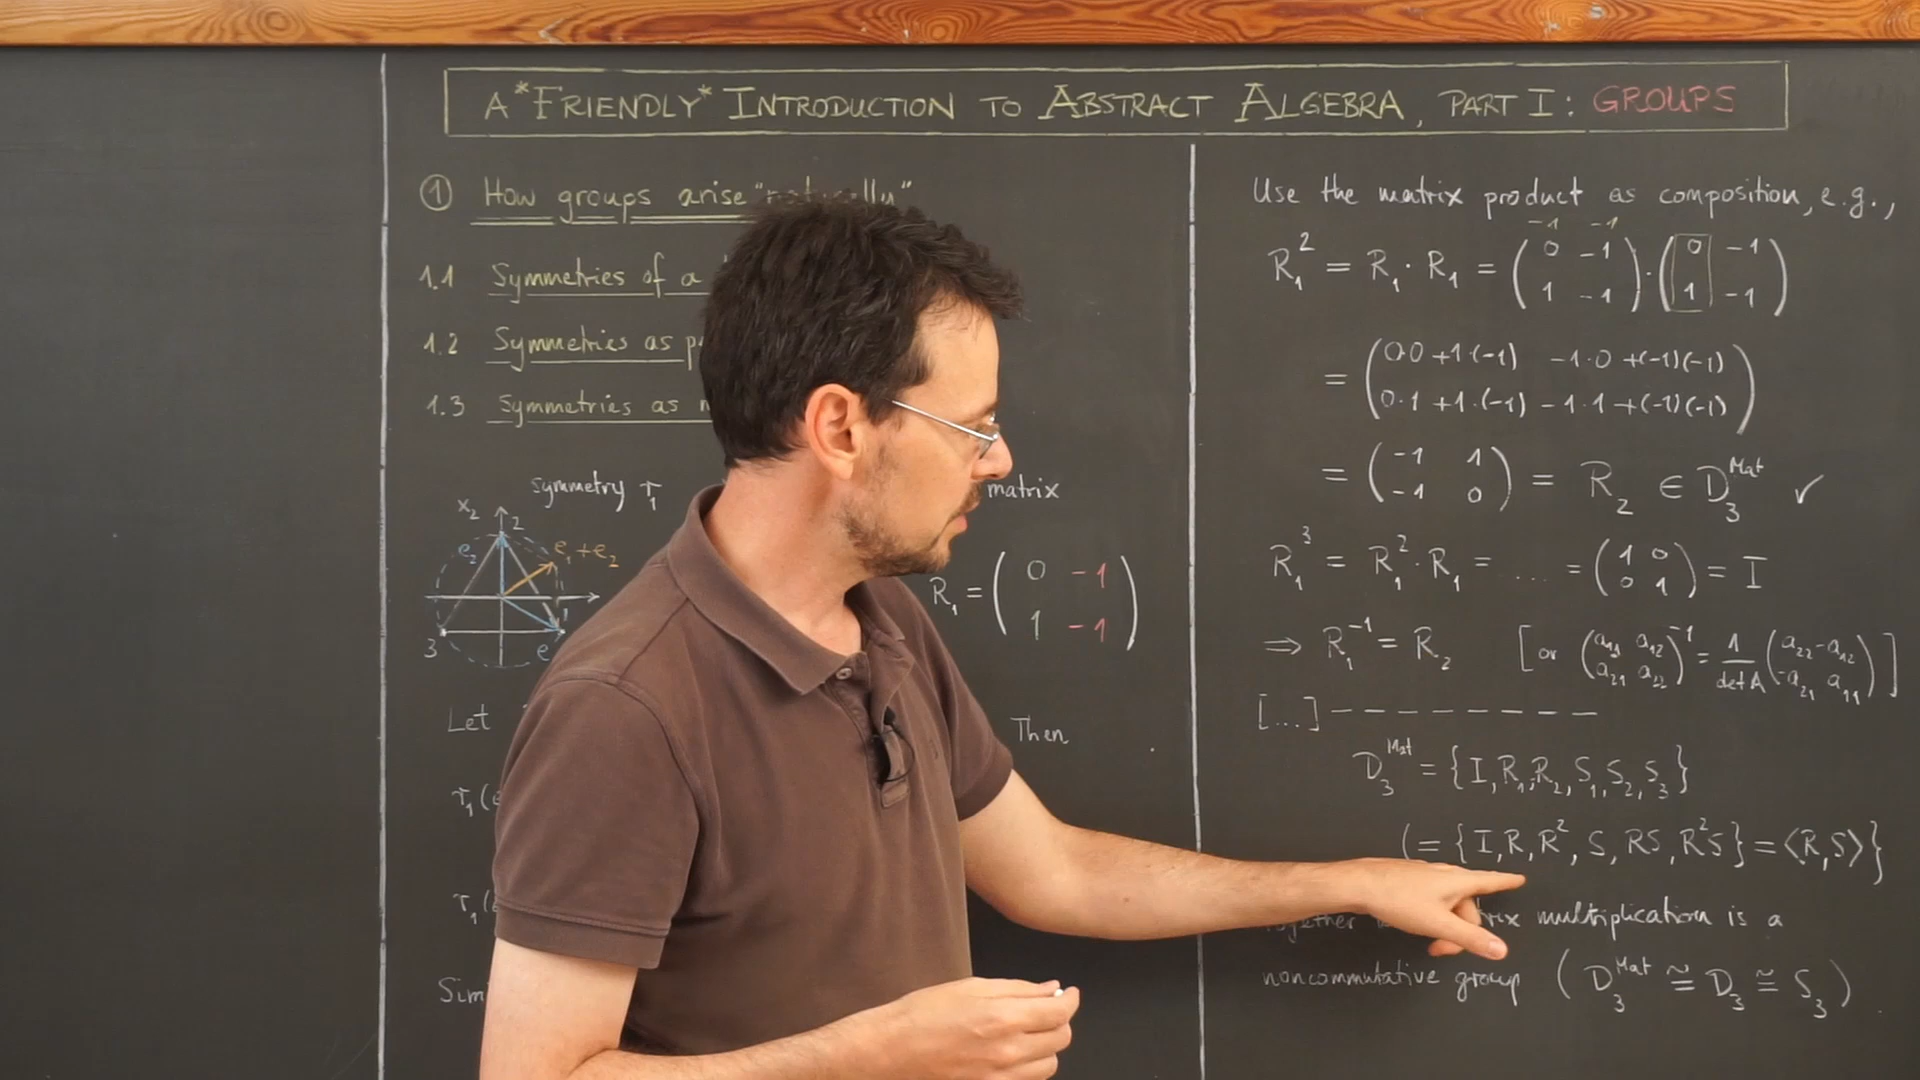 A *FRIENDLY* INTRODUCTION TO ABSTRACT ALGEBRA, PART I: GROUPS
① How groups arise "naturally"
1.1 Symmetries of a
1.2 Symmetries as
1.3 Symmetries as
symmetry τ₁
matrix
x₂
2
e₂
e₁+e₂
1
3
e
R₁ = ( 0 -1
1 -1 )
Let
Then
τ₁(
τ₁(
Use the matrix product as composition, e.g.,
-1 -1
R₁² = R₁ · R₁ = ( 0 -1
1 -1 ) · ( 0 -1
1 -1 )
= ( 0·0 +1·(-1) -1·0 +(-1)(-1)
0·1 +1·(-1) -1·1 +(-1)(-1) )
= ( -1 1
-1 0 ) = R₂ ∈ D₃^Mat ✓
R₁³ = R₁² · R₁ = .... = ( 1 0
0 1 ) = I
⇒ R₁⁻¹ = R₂ [ or ( a₁₁ a₁₂
a₂₁ a₂₂ )⁻¹ = 1/det A ( a₂₂ -a₁₂
-a₂₁ a₁₁ ) ]
[...] – – – – – – – – –
D₃^Mat = {I, R₁, R₂, S₁, S₂, S₃}
(= {I, R, R², S, RS, R²S} = ⟨R,S⟩}
together multiplication is a
noncommutative group ( D₃^Mat ≅ D₃ ≅ S₃ )